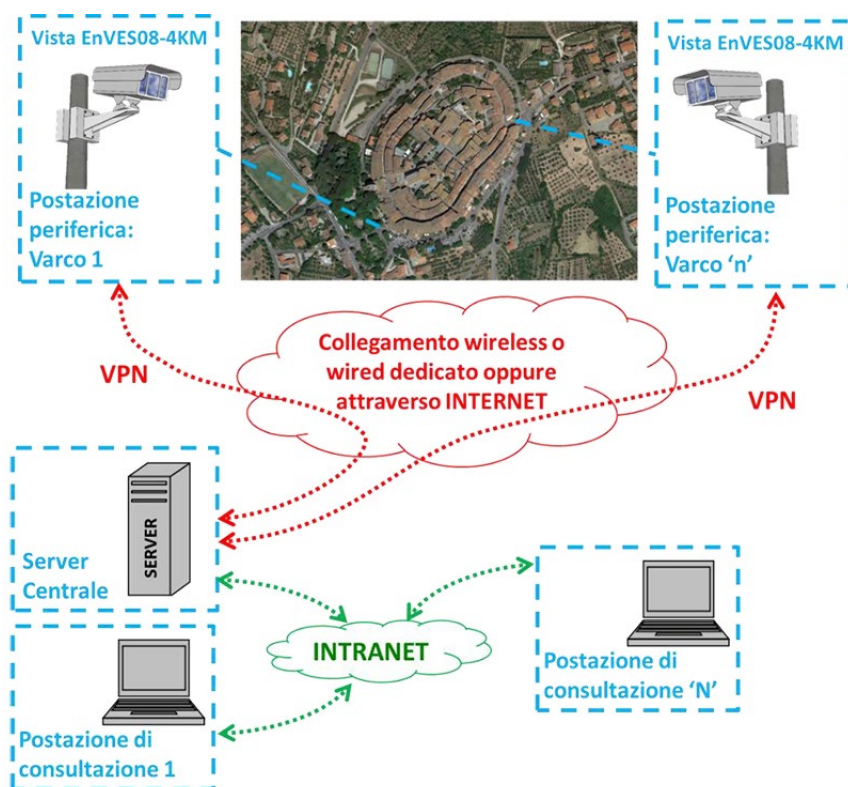 Vista EnVES08-4KM
Postazione
periferica:
Varco 1
Vista EnVES08-4KM
Postazione
periferica:
Varco ‘n’
Collegamento wireless o
wired dedicato oppure
attraverso INTERNET
VPN
VPN
SERVER
Server
Centrale
INTRANET
Postazione di
consultazione ‘N’
Postazione di
consultazione 1